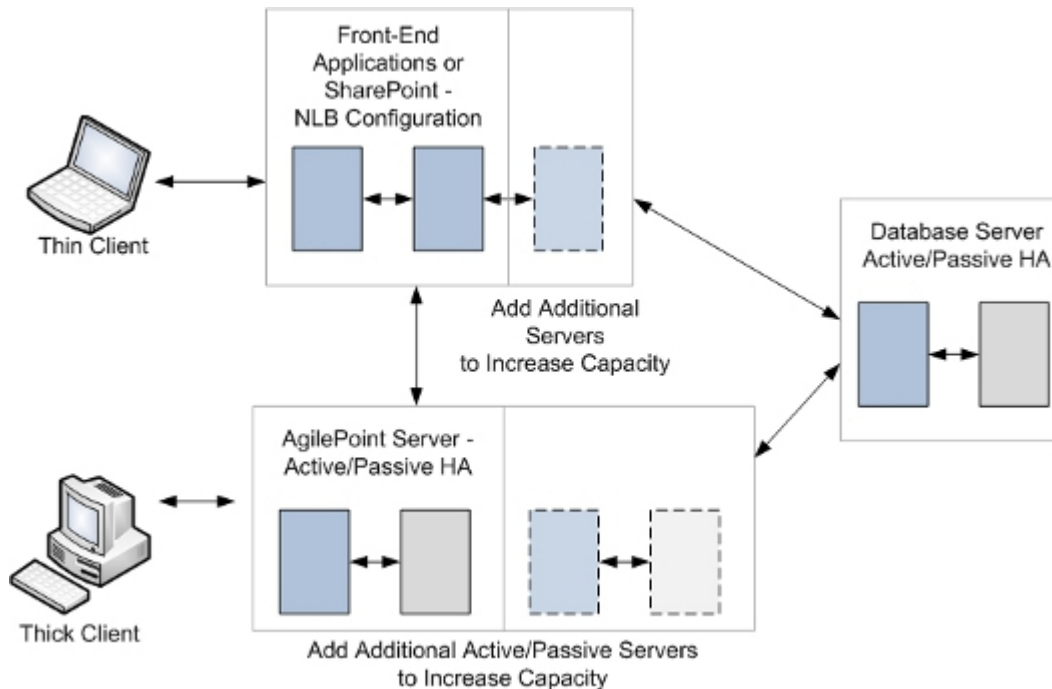 Front-End
Applications or
SharePoint -
NLB Configuration
Thin Client
Add Additional
Servers
to Increase Capacity
Database Server
Active/Passive HA
AgilePoint Server -
Active/Passive HA
Thick Client
Add Additional Active/Passive Servers
to Increase Capacity